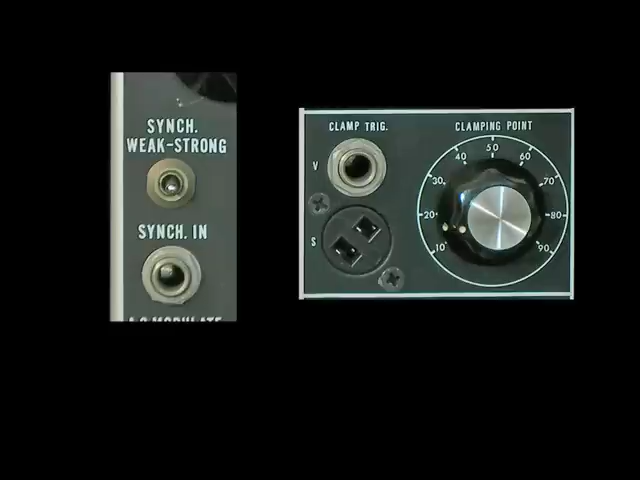 SYNCH.
WEAK-STRONG
SYNCH. IN
CLAMP TRIG.
V
S
CLAMPING POINT
10
20
30
40
50
60
70
80
90